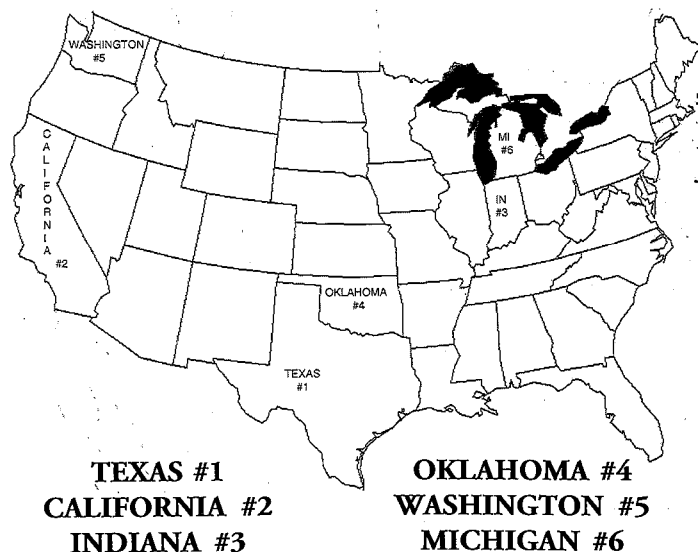 WASHINGTON
#5
MI
#6
CALIFORNIA
#2
IN
#3
OKLAHOMA
#4
TEXAS
#1
TEXAS #1
CALIFORNIA #2
INDIANA #3
OKLAHOMA #4
WASHINGTON #5
MICHIGAN #6